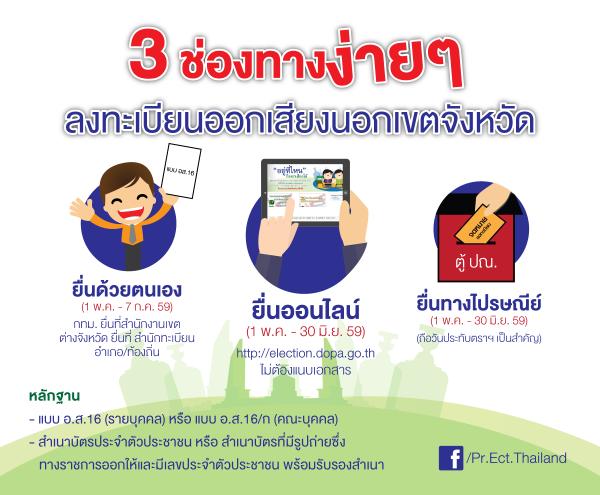 3 ช่องทางง่ายๆ
ลงทะเบียนออกเสียงนอกเขตจังหวัด
แบบ อส.16
"อยู่ที่ไหน"
จดหมาย
ตู้ ปณ.
ยื่นด้วยตนเอง
(1 พ.ค. - 7 ก.ค. 59)
กทม. ยื่นที่สำนักงานเขต
ต่างจังหวัด ยื่นที่ สำนักทะเบียน
อำเภอ/ท้องถิ่น
ยื่นออนไลน์
(1 พ.ค. - 30 มิ.ย. 59)
http://election.dopa.go.th
ไม่ต้องแนบเอกสาร
ยื่นทางไปรษณีย์
(1 พ.ค. - 30 มิ.ย. 59)
(ถือวันประทับตราฯ เป็นสำคัญ)
หลักฐาน
- แบบ อ.ส.16 (รายบุคคล) หรือ แบบ อ.ส.16/ก (คณะบุคคล)
- สำเนาบัตรประจำตัวประชาชน หรือ สำเนาบัตรที่มีรูปถ่ายซึ่ง
ทางราชการออกให้และมีเลขประจำตัวประชาชน พร้อมรับรองสำเนา
f /Pr.Ect.Thailand